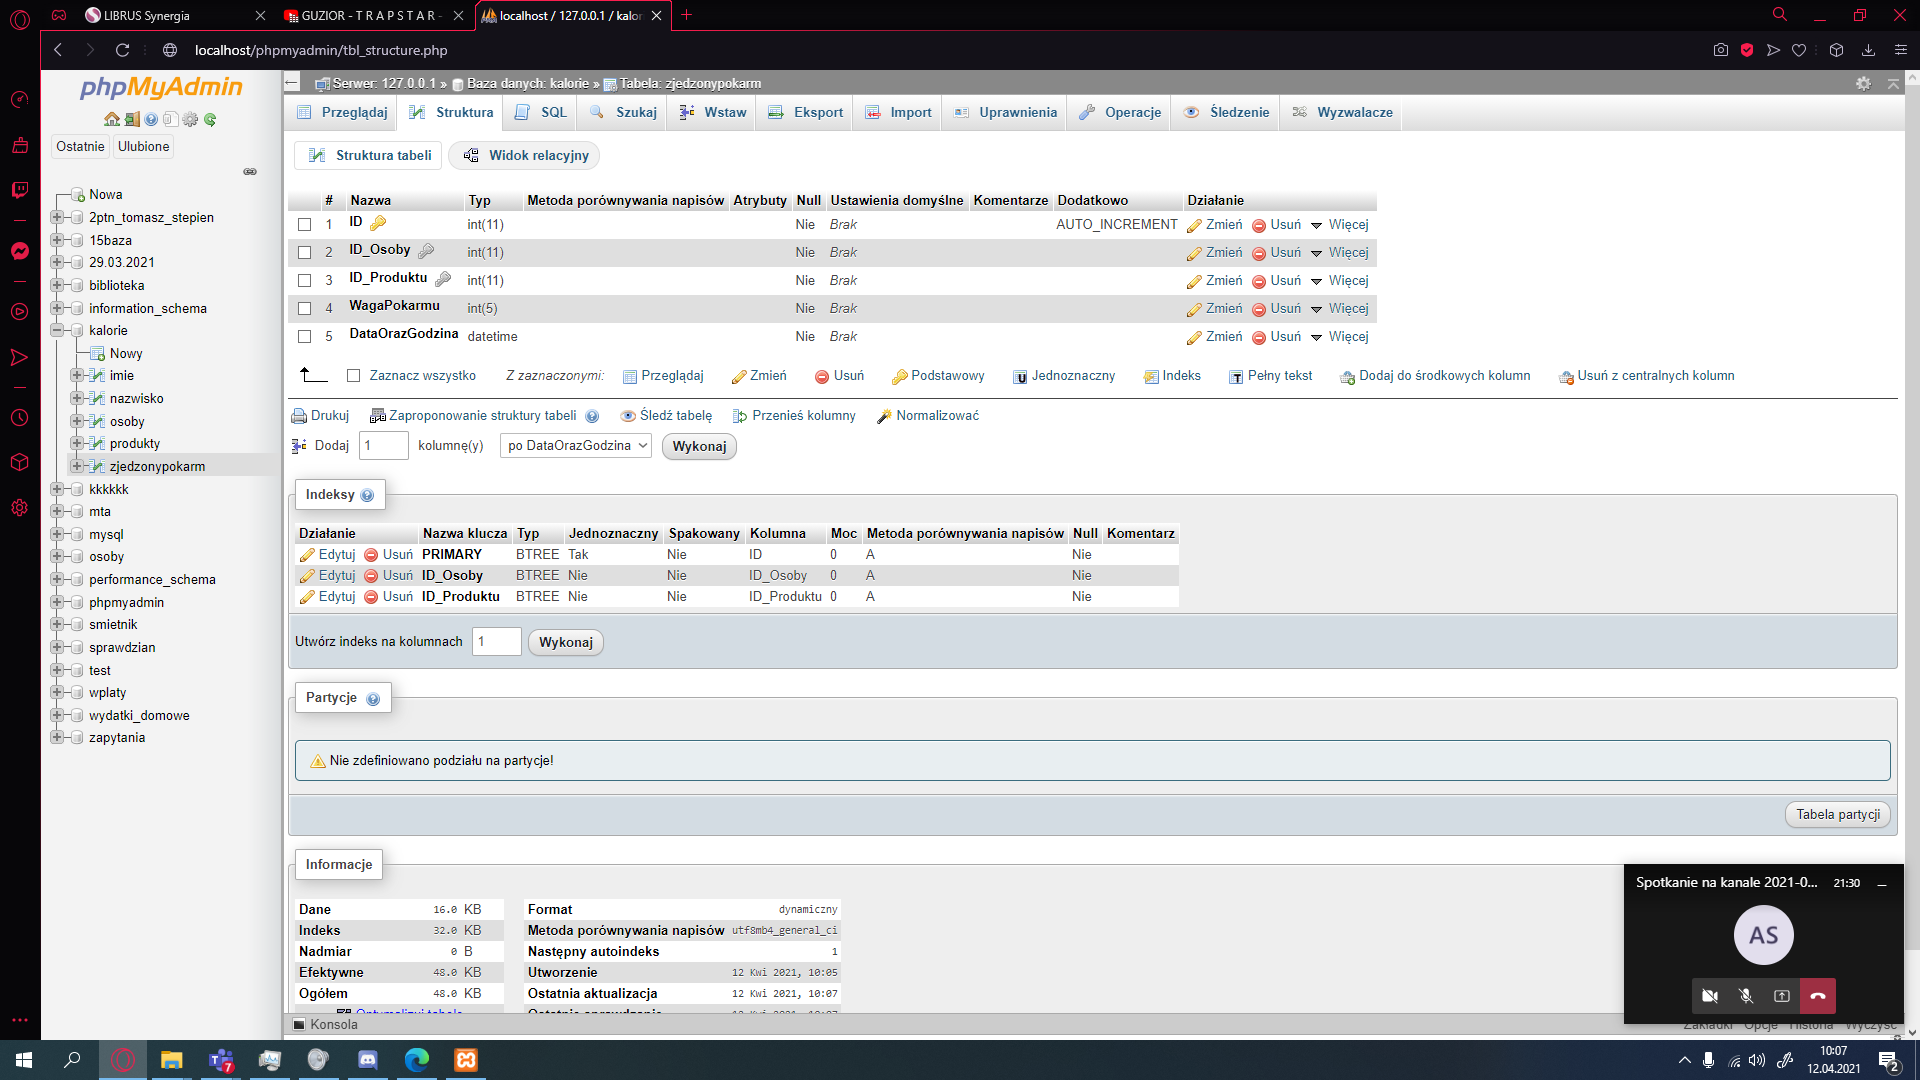 LIBRUS Synergia
GUZIOR - T R A P S T A R -
localhost / 127.0.0.1 / kalor
localhost/phpmyadmin/tbl_structure.php
phpMyAdmin
Ostatnie Ulubione
Nowa
2ptn_tomasz_stepien
15baza
29.03.2021
biblioteka
information_schema
kalorie
Nowy
imie
nazwisko
osoby
produkty
zjedzonypokarm
kkkkkk
mta
mysql
osoby
performance_schema
phpmyadmin
smietnik
sprawdzian
test
wplaty
wydatki_domowe
zapytania
Serwer: 127.0.0.1 » Baza danych: kalorie » Tabela: zjedzonypokarm
Przeglądaj Struktura SQL Szukaj Wstaw Eksport Import Uprawnienia Operacje Śledzenie Wyzwalacze
Struktura tabeli Widok relacyjny
# Nazwa Typ Metoda porównywania napisów Atrybuty Null Ustawienia domyślne Komentarze Dodatkowo Działanie
1 ID int(11) Nie Brak AUTO_INCREMENT Zmień Usuń Więcej
2 ID_Osoby int(11) Nie Brak Zmień Usuń Więcej
3 ID_Produktu int(11) Nie Brak Zmień Usuń Więcej
4 WagaPokarmu int(5) Nie Brak Zmień Usuń Więcej
5 DataOrazGodzina datetime Nie Brak Zmień Usuń Więcej
Zaznacz wszystko Z zaznaczonymi: Przeglądaj Zmień Usuń Podstawowy Jednoznaczny Indeks Pełny tekst Dodaj do środkowych kolumn Usuń z centralnych kolumn
Drukuj Zaproponowanie struktury tabeli Śledź tabelę Przenieś kolumny Normalizować
Dodaj 1 kolumnę(y) po DataOrazGodzina Wykonaj
Indeksy
Działanie Nazwa klucza Typ Jednoznaczny Spakowany Kolumna Moc Metoda porównywania napisów Null Komentarz
Edytuj Usuń PRIMARY BTREE Tak Nie ID 0 A Nie
Edytuj Usuń ID_Osoby BTREE Nie Nie ID_Osoby 0 A Nie
Edytuj Usuń ID_Produktu BTREE Nie Nie ID_Produktu 0 A Nie
Utwórz indeks na kolumnach 1 Wykonaj
Partycje
Nie zdefiniowano podziału na partycje!
Tabela partycji
Informacje
Dane 16.0 KB
Indeks 32.0 KB
Nadmiar 0 B
Efektywne 48.0 KB
Ogółem 48.0 KB
Format dynamiczny
Metoda porównywania napisów utf8mb4_general_ci
Następny autoindeks 1
Utworzenie 12 Kwi 2021, 10:05
Ostatnia aktualizacja 12 Kwi 2021, 10:07
Konsola
Zakładki Opcje Historia Wyczyść
Spotkanie na kanale 2021-0... 21:30
AS
7
10:07
12.04.2021
2